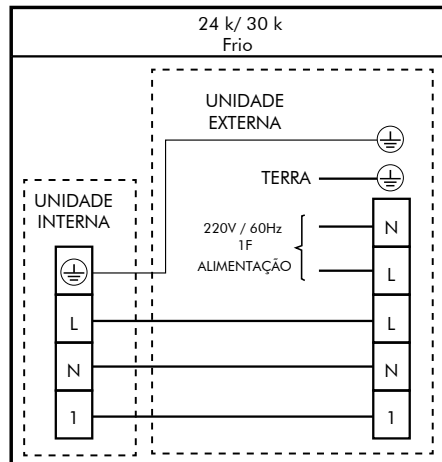 24 k/ 30 k
Frio
UNIDADE
EXTERNA
TERRA
UNIDADE
INTERNA
220V / 60Hz
1F
ALIMENTAÇÃO
N
L
L
L
N
N
1
1